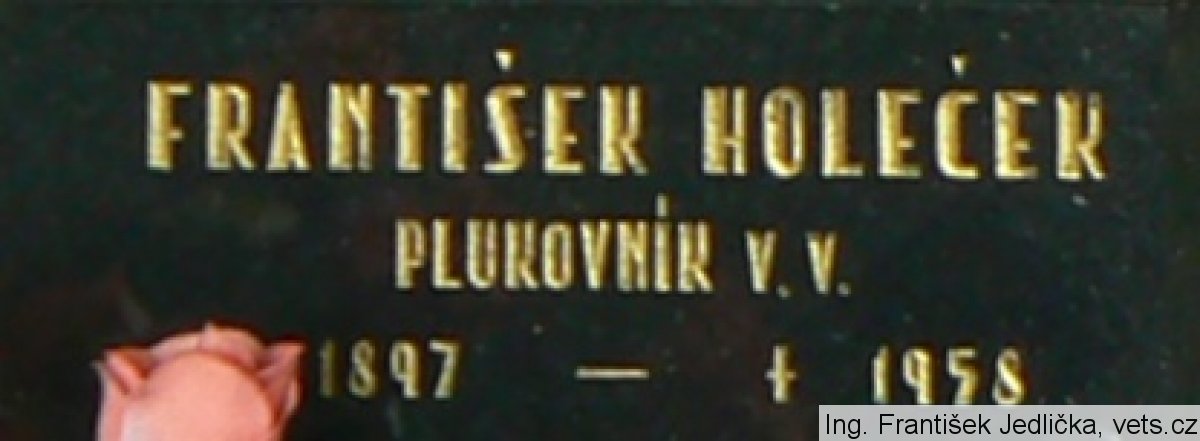 FRANTIŠEK HOLEČEK
PLUKOVNÍK V. V.
1897 — † 1958
Ing. František Jedlička, vets.cz